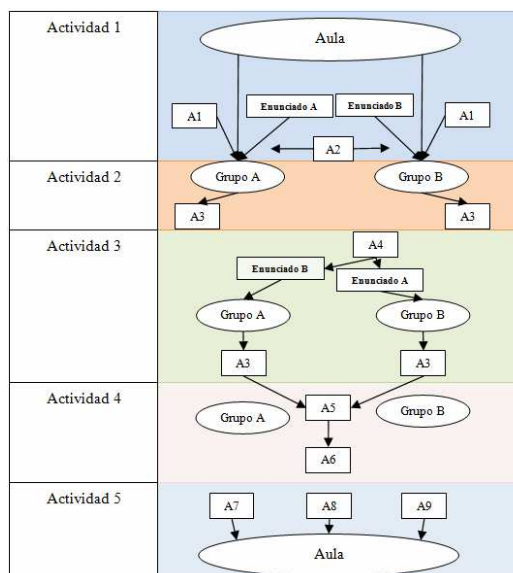 Actividad 1
Aula
Enunciado A
Enunciado B
A1
A1
A2
Actividad 2
Grupo A
Grupo B
A3
A3
Actividad 3
A4
Enunciado B
Enunciado A
Grupo A
Grupo B
A3
A3
Actividad 4
Grupo A
A5
Grupo B
A6
Actividad 5
A7
A8
A9
Aula